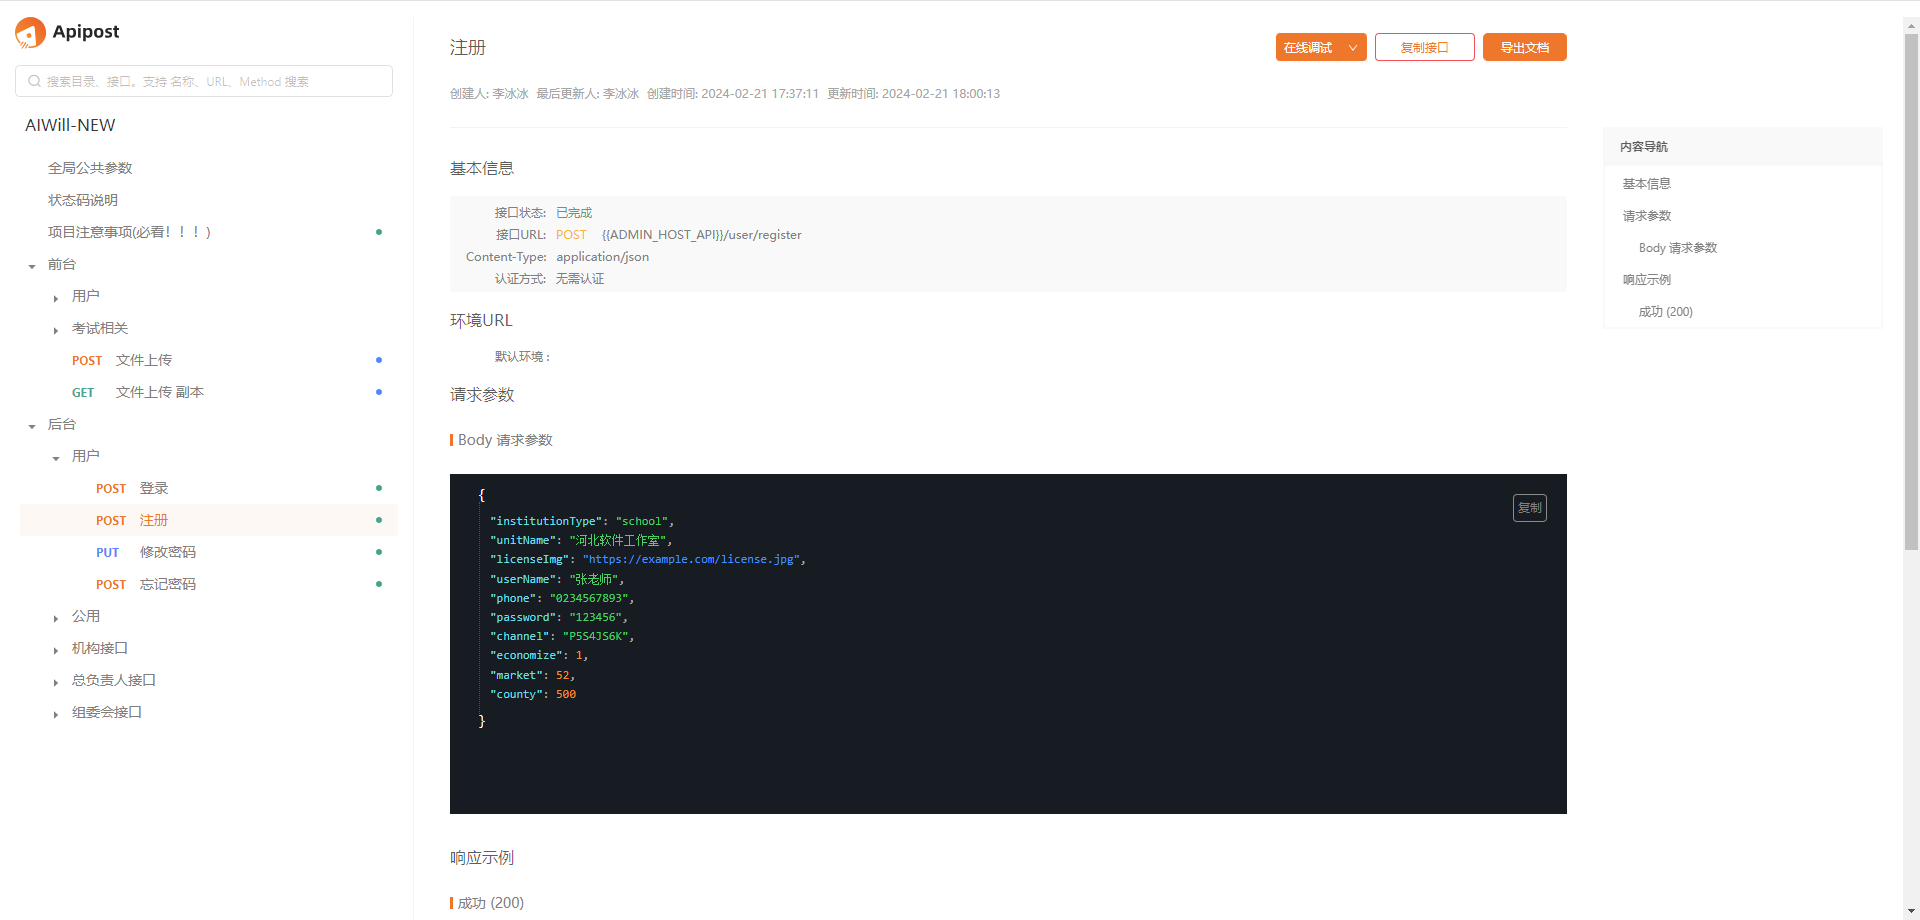 Apipost
搜索目录、接口。支持 名称、URL、Method 搜索
AIWill-NEW
全局公共参数
状态码说明
项目注意事项(必看！！！)
前台
用户
考试相关
POST 文件上传
GET 文件上传 副本
后台
用户
POST 登录
POST 注册
PUT 修改密码
POST 忘记密码
公用
机构接口
总负责人接口
组委会接口
注册
在线调试
复制接口
导出文档
创建人: 李冰冰 最后更新人: 李冰冰 创建时间: 2024-02-21 17:37:11 更新时间: 2024-02-21 18:00:13
基本信息
接口状态: 已完成
接口URL: POST {{ADMIN_HOST_API}}/user/register
Content-Type: application/json
认证方式: 无需认证
环境URL
默认环境 :
请求参数
Body 请求参数
复制
{
"institutionType": "school",
"unitName": "河北软件工作室",
"licenseImg": "https://example.com/license.jpg",
"userName": "张老师",
"phone": "0234567893",
"password": "123456",
"channel": "P5S4JS6K",
"economize": 1,
"market": 52,
"county": 500
}
响应示例
成功 (200)
内容导航
基本信息
请求参数
Body 请求参数
响应示例
成功 (200)